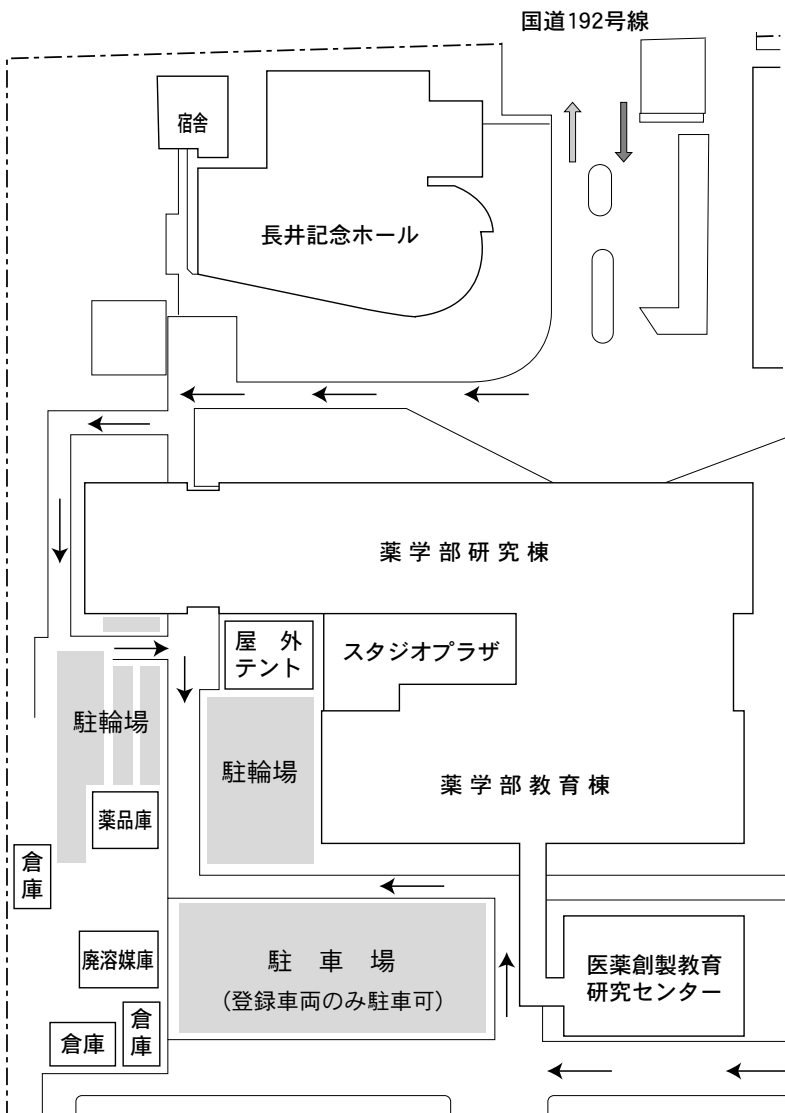 国道192号線
宿舎
長井記念ホール
薬学部研究棟
屋 外
テント
スタジオプラザ
駐輪場
駐輪場
薬学部教育棟
薬品庫
倉
庫
廃溶媒庫
駐 車 場
（登録車両のみ駐車可）
医薬創製教育
研究センター
倉庫
倉
庫